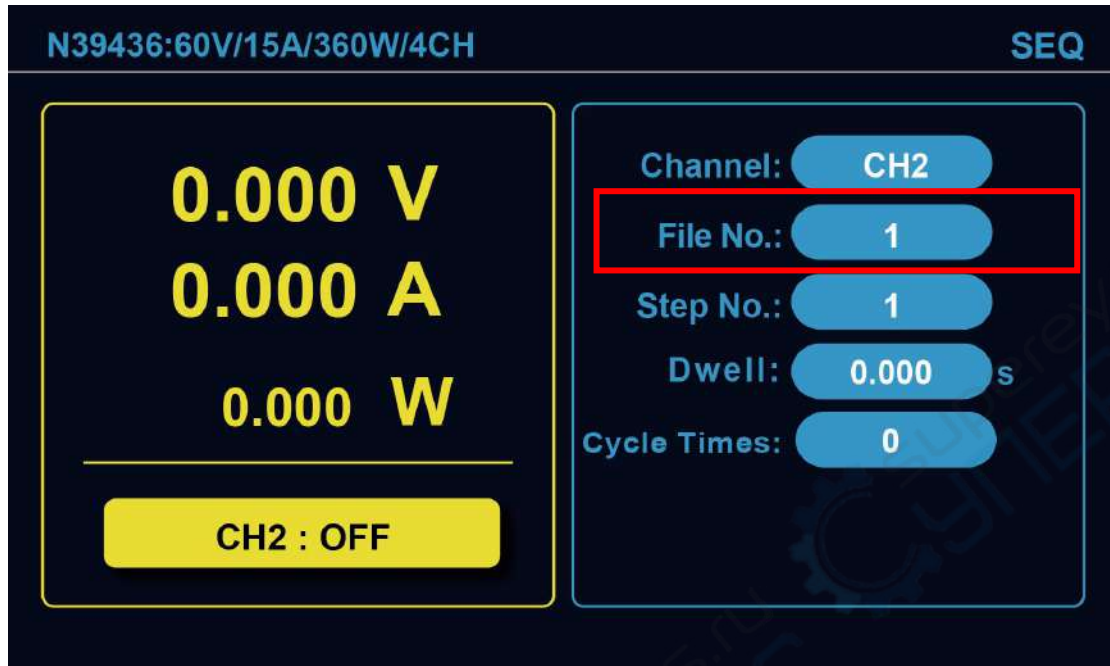 N39436:60V/15A/360W/4CH SEQ
0.000 V
0.000 A
0.000 W
CH2 : OFF
Channel: CH2
File No.: 1
Step No.: 1
Dwell: 0.000 s
Cycle Times: 0